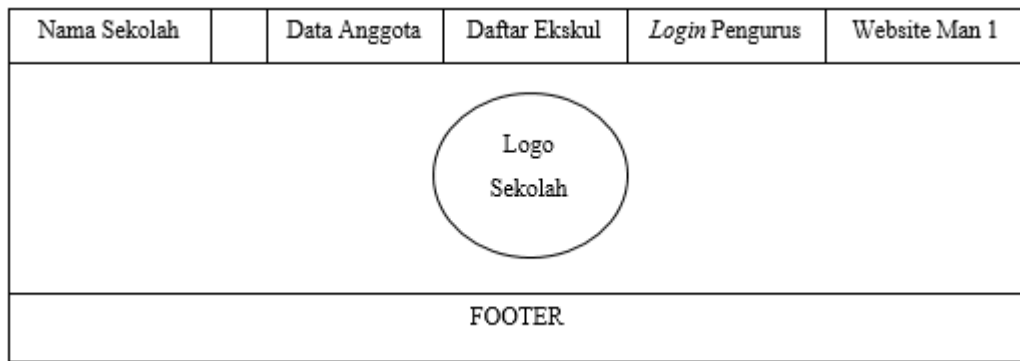 Nama Sekolah
Data Anggota
Daftar Ekskul
Login Pengurus
Website Man 1
Logo
Sekolah
FOOTER